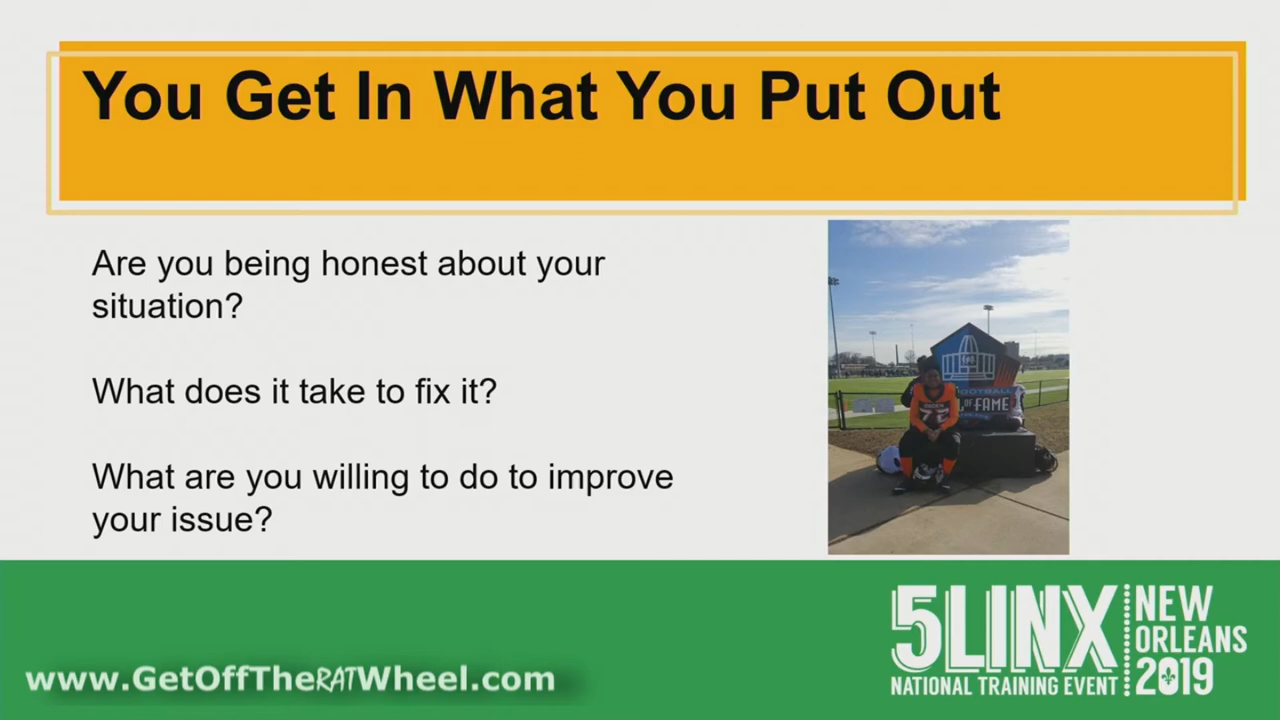 You Get In What You Put Out
Are you being honest about your
situation?
What does it take to fix it?
What are you willing to do to improve
your issue?
FOOTBALL
OF FAME
www.GetOffTheRATWheel.com
5LINX
NATIONAL TRAINING EVENT
NEW
ORLEANS
2019